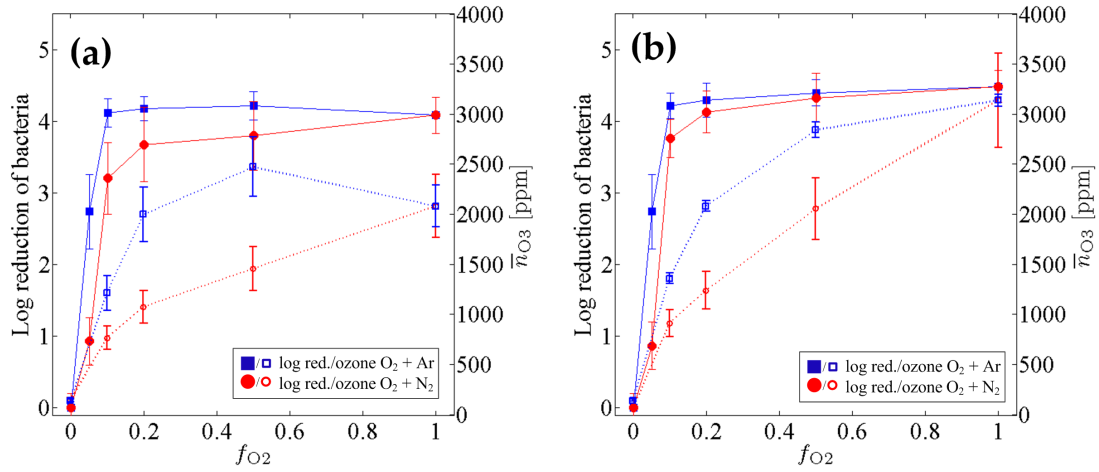 (a)
Log reduction of bacteria
5
4
3
2
1
0
4000
3500
3000
2500
2000
1500
1000
500
0
n̅O3 [ppm]
0 0.2 0.4 0.6 0.8 1
fO2
■/□ log red./ozone O2 + Ar
●/○ log red./ozone O2 + N2
(b)
Log reduction of bacteria
5
4
3
2
1
0
4000
3500
3000
2500
2000
1500
1000
500
0
n̅O3 [ppm]
0 0.2 0.4 0.6 0.8 1
fO2
■/□ log red./ozone O2 + Ar
●/○ log red./ozone O2 + N2